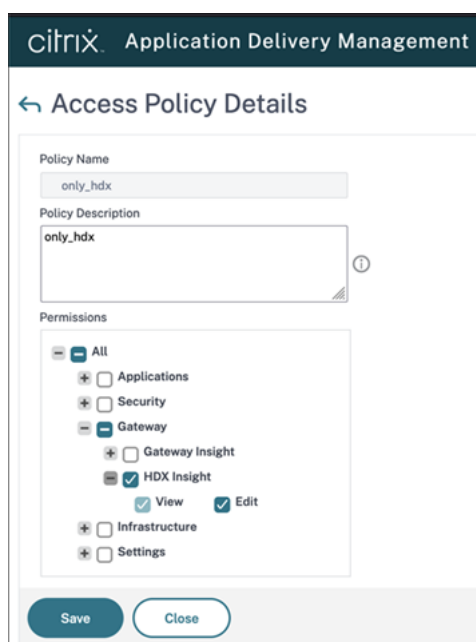 citrix. Application Delivery Management
Access Policy Details
Policy Name
only_hdx
Policy Description
only_hdx
Permissions
All
Applications
Security
Gateway
Gateway Insight
HDX Insight
View Edit
Infrastructure
Settings
Save Close